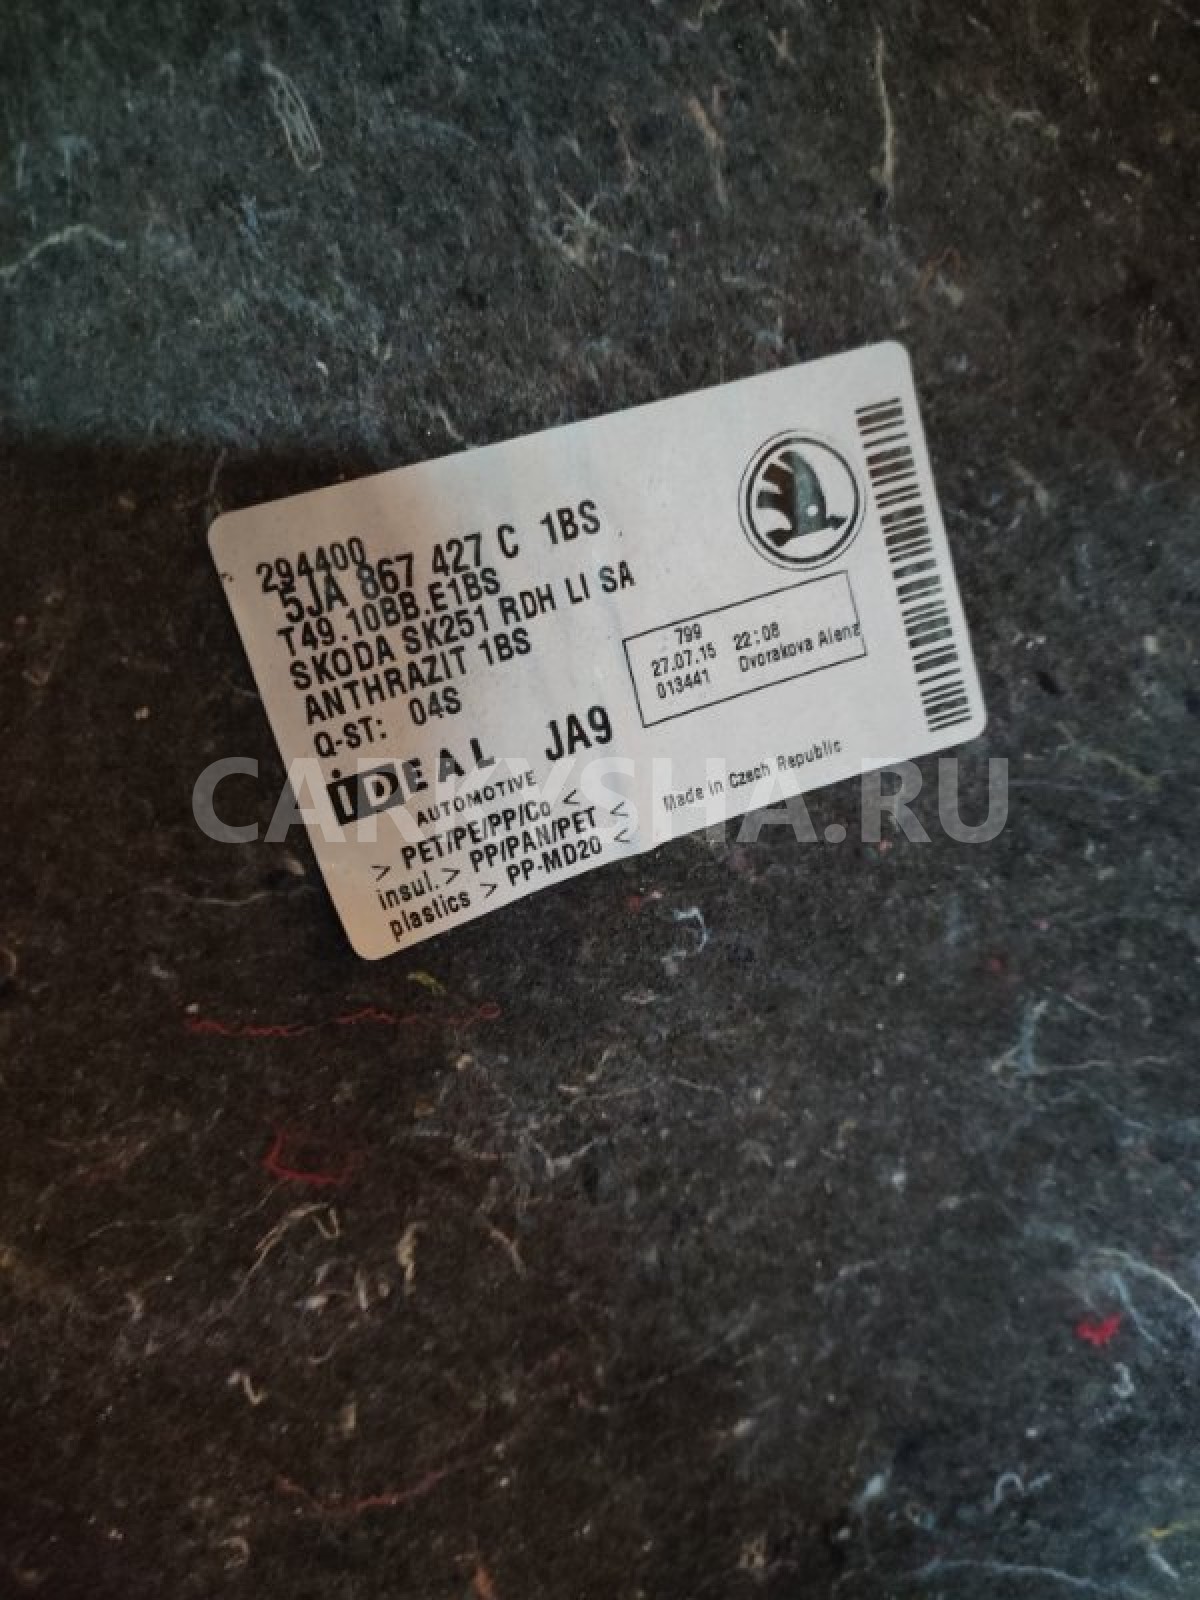 294400
5JA 867 427 C 1BS
T49.10BB.E1BS
SKODA SK251 RDH LI SA
ANTHRAZIT 1BS
Q-ST: 04S
iDEAL JA9
AUTOMOTIVE
> PET/PE/PP/Co <
insul. > PP/PAN/PET <
plastics > PP-MD20 <
799
27.07.15 22:08
013441 Dvorakova Alena
Made in Czech Republic
CARKYSHA.RU